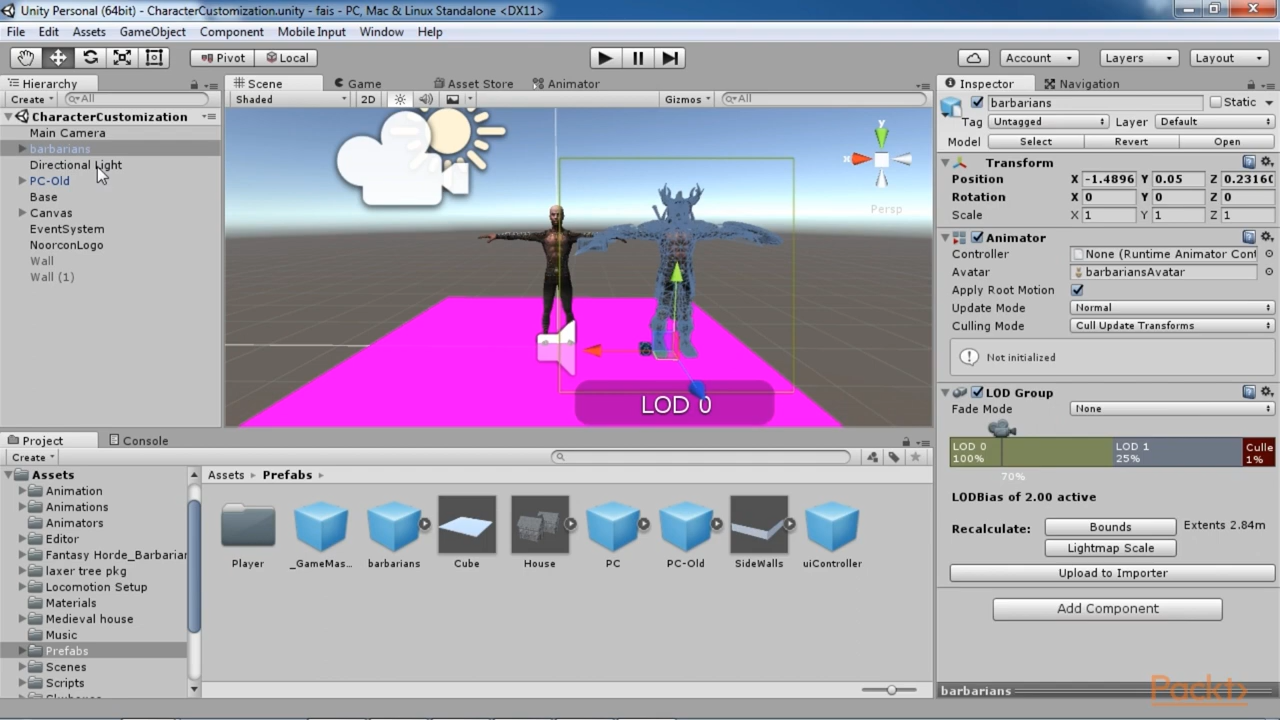 Unity Personal (64bit) - CharacterCustomization.unity - fais - PC, Mac & Linux Standalone <DX11>
File Edit Assets GameObject Component Mobile Input Window Help
Pivot Local Account Layers Layout
Hierarchy
Create All
CharacterCustomization
Main Camera
barbarians
Directional Light
PC-Old
Base
Canvas
EventSystem
NoorconLogo
Wall
Wall (1)
Scene Game Asset Store Animator
Shaded 2D Gizmos All
y
x
Persp
LOD 0
Inspector Navigation
barbarians Static
Tag Untagged Layer Default
Model Select Revert Open
Transform
Position X -1.4896 Y 0.05 Z 0.2316
Rotation X 0 Y 0 Z 0
Scale X 1 Y 1 Z 1
Animator
Controller None (Runtime Animator Cont
Avatar barbariansAvatar
Apply Root Motion
Update Mode Normal
Culling Mode Cull Update Transforms
Not initialized
LOD Group
Fade Mode None
LOD 0 LOD 1 Culle
100% 25% 1%
70%
LODBias of 2.00 active
Recalculate: Bounds Extents 2.84m
Lightmap Scale
Upload to Importer
Add Component
barbarians
Packt
Project Console
Create
Assets
Animation
Animations
Animators
Editor
Fantasy Horde_Barbarian
laxer tree pkg
Locomotion Setup
Materials
Medieval house
Music
Prefabs
Scenes
Scripts
Assets Prefabs
Player _GameMas... barbarians Cube House PC PC-Old SideWalls uiController